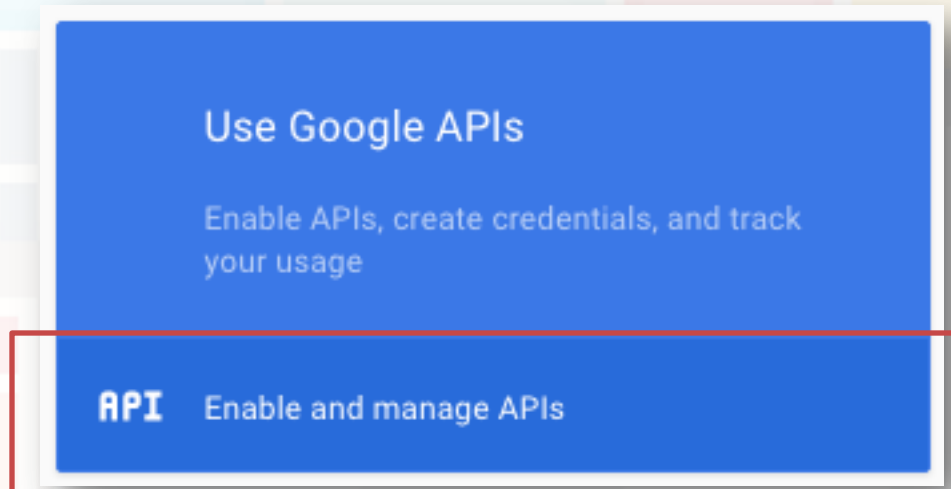 Use Google APIs
Enable APIs, create credentials, and track
your usage
API Enable and manage APIs